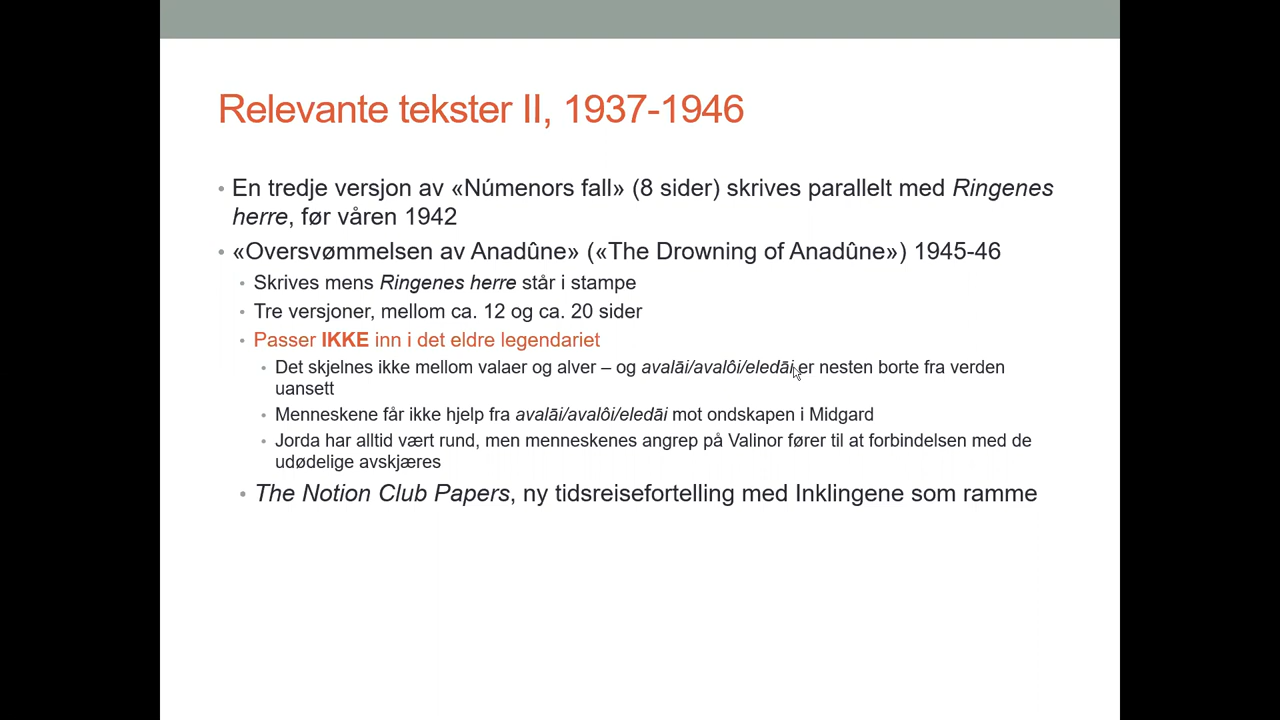 Relevante tekster II, 1937-1946
• En tredje versjon av «Númenors fall» (8 sider) skrives parallelt med Ringenes
herre, før våren 1942
• «Oversvømmelsen av Anadûne» («The Drowning of Anadûne») 1945-46
• Skrives mens Ringenes herre står i stampe
• Tre versjoner, mellom ca. 12 og ca. 20 sider
• Passer IKKE inn i det eldre legendariet
• Det skjelnes ikke mellom valaer og alver – og avalāi/avalôi/eledāi er nesten borte fra verden
uansett
• Menneskene får ikke hjelp fra avalāi/avalôi/eledāi mot ondskapen i Midgard
• Jorda har alltid vært rund, men menneskenes angrep på Valinor fører til at forbindelsen med de
udødelige avskjæres
• The Notion Club Papers, ny tidsreisefortelling med Inklingene som ramme